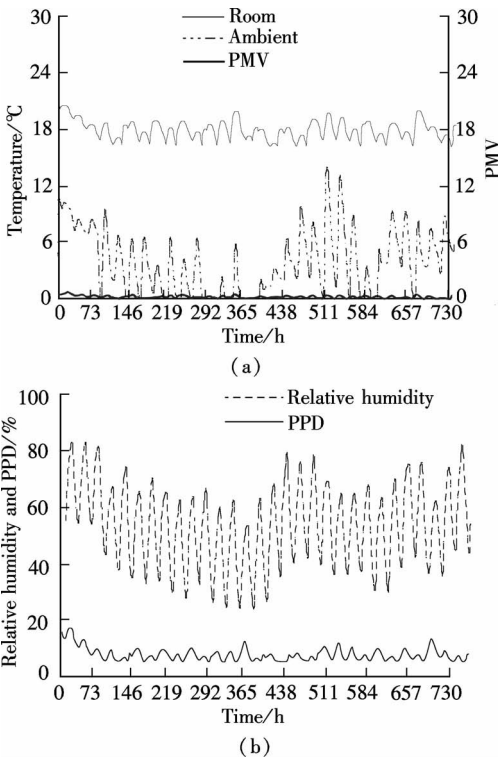 30
24
18
12
6
0
Temperature/℃
Room
Ambient
PMV
30
24
18
12
6
0
PMV
0 73 146 219 292 365 438 511 584 657 730
Time/h
(a)
100
80
60
40
20
0
Relative humidity and PPD/%
Relative humidity
PPD
0 73 146 219 292 365 438 511 584 657 730
Time/h
(b)